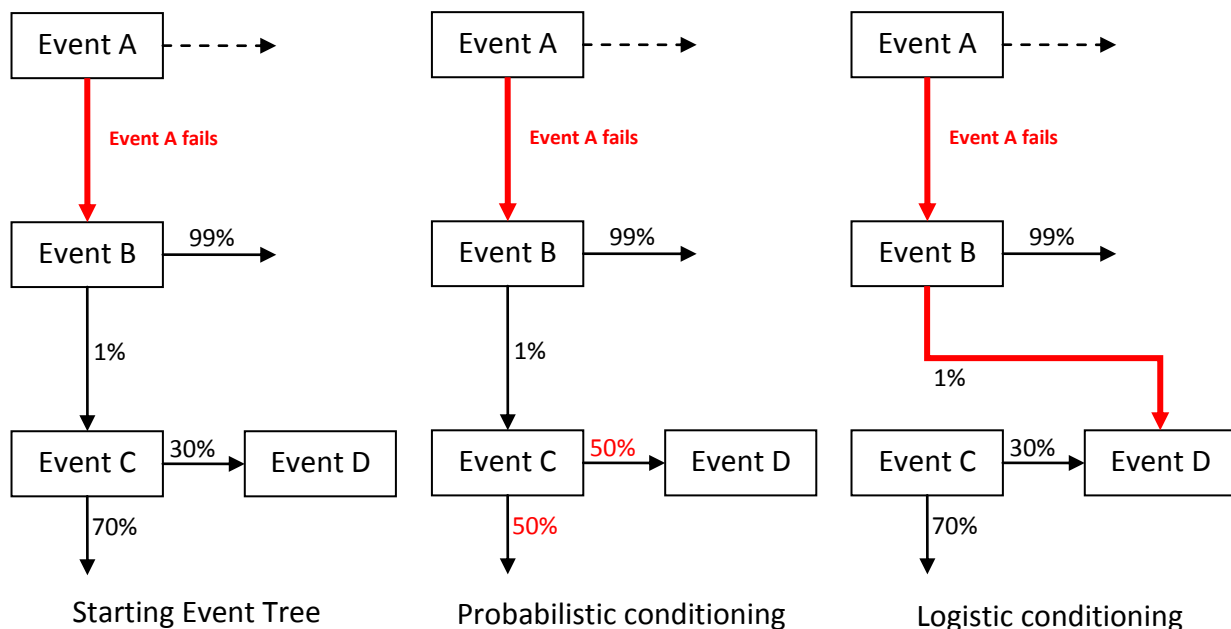 Event A
Event A fails
Event B
99%
1%
Event C
30%
Event D
70%
Starting Event Tree
Event A
Event A fails
Event B
99%
1%
Event C
50%
Event D
50%
Probabilistic conditioning
Event A
Event A fails
Event B
99%
1%
Event C
30%
Event D
70%
Logistic conditioning